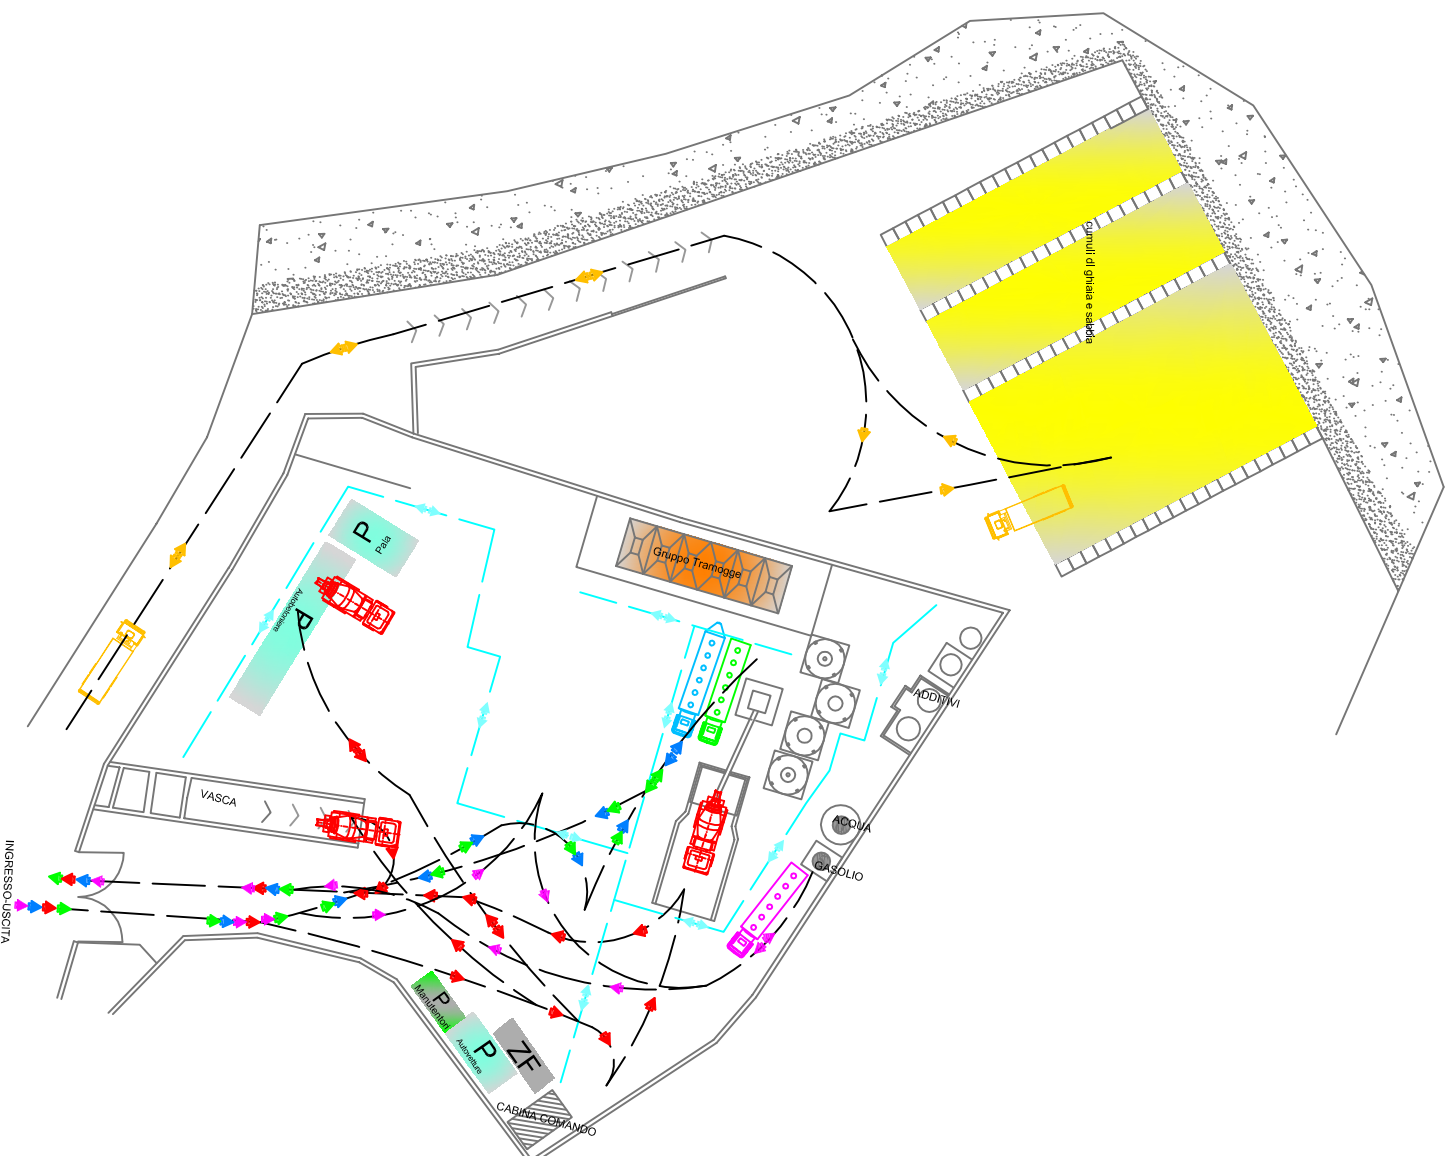 cumuli di ghiaia e sabbia
P
Pala
Autobetoniere
P
Gruppo Tramogge
ADDITIVI
VASCA
ACQUA
GASOLIO
INGRESSO-USCITA
P
Manutentori
P
Autovetture
ZF
CABINA COMANDO